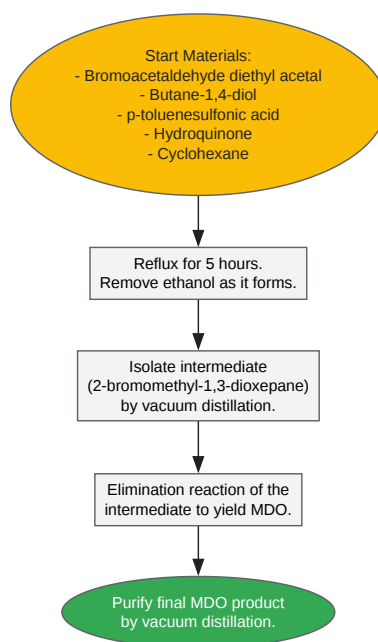 Start Materials:
- Bromoacetaldehyde diethyl acetal
- Butane-1,4-diol
- p-toluenesulfonic acid
- Hydroquinone
- Cyclohexane
Reflux for 5 hours.
Remove ethanol as it forms.
Isolate intermediate
(2-bromomethyl-1,3-dioxepane)
by vacuum distillation.
Elimination reaction of the
intermediate to yield MDO.
Purify final MDO product
by vacuum distillation.